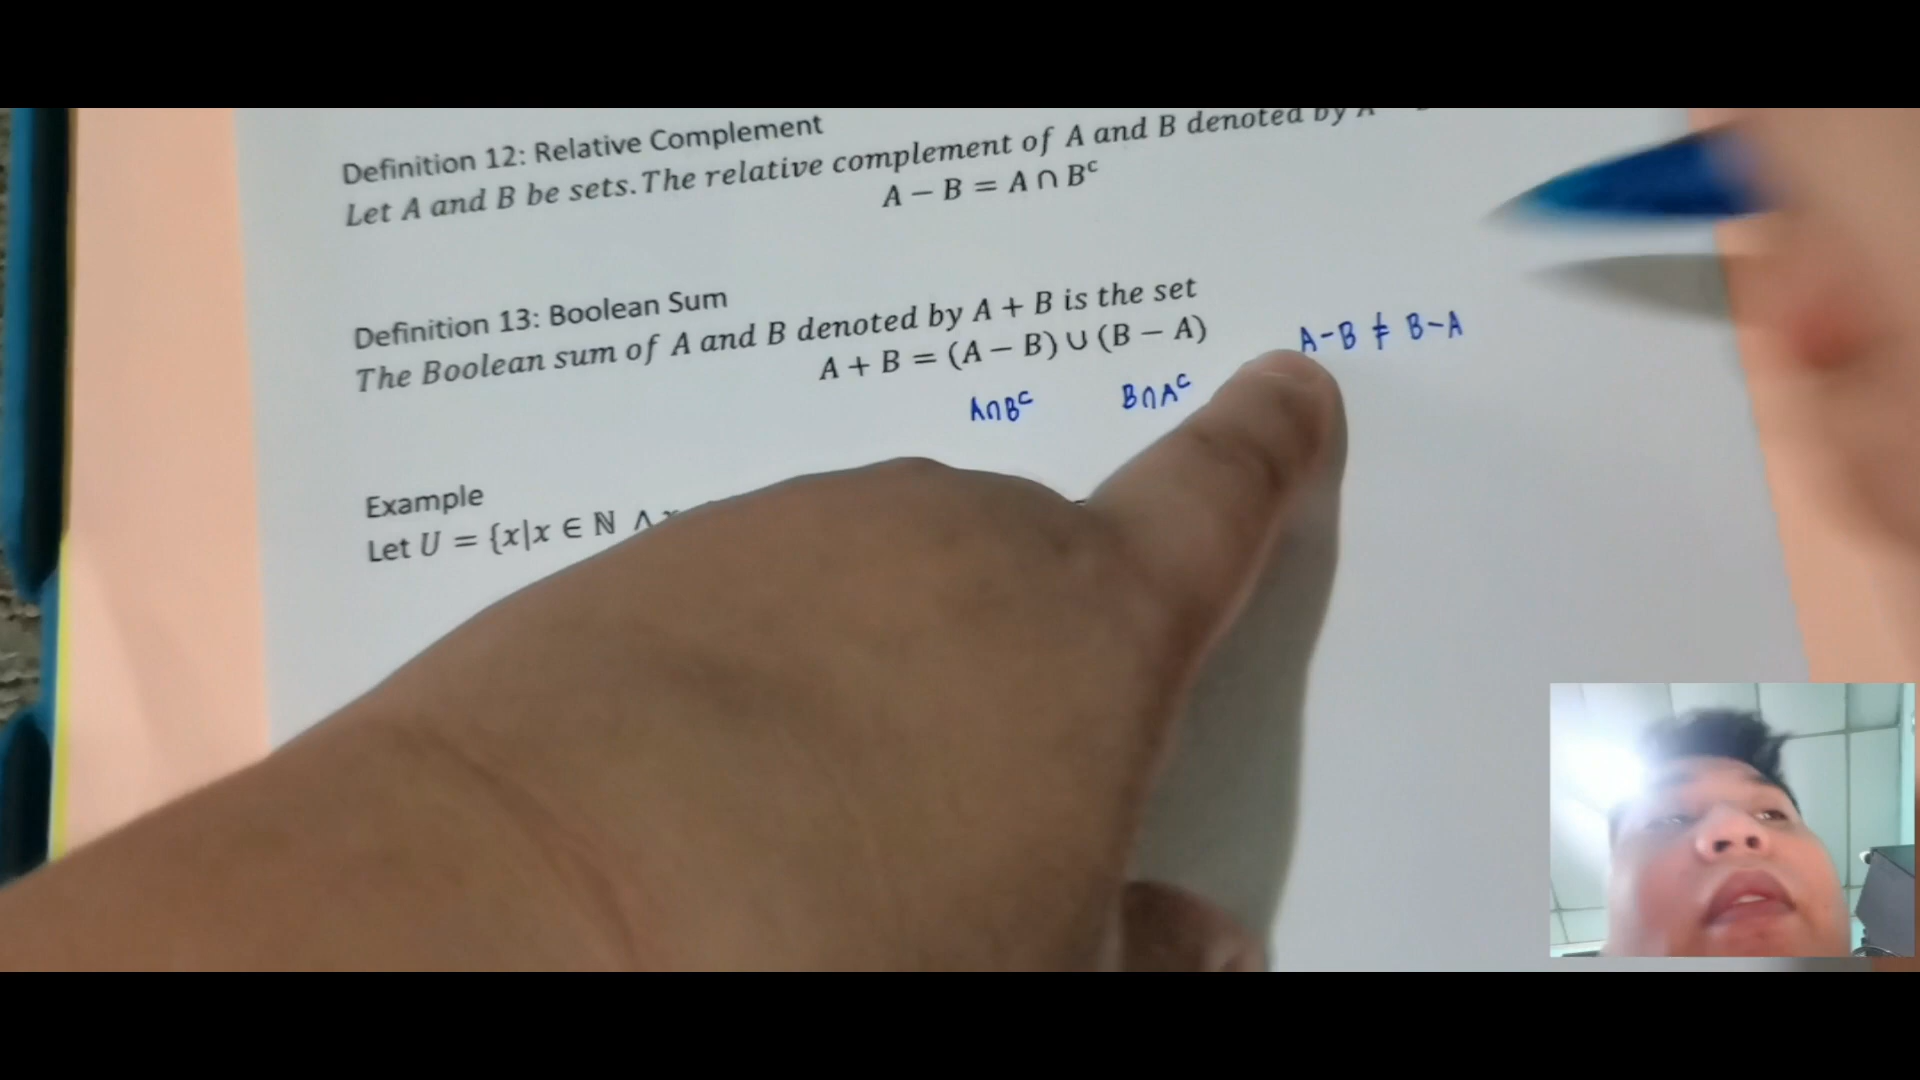 Definition 12: Relative Complement
Let A and B be sets. The relative complement of A and B denoted by A
A − B = A ∩ Bᶜ
Definition 13: Boolean Sum
The Boolean sum of A and B denoted by A + B is the set
A + B = (A − B) ∪ (B − A)
A-B ≠ B-A
A∩Bᶜ B∩Aᶜ
Example
Let U = {x|x ∈ ℕ ∧